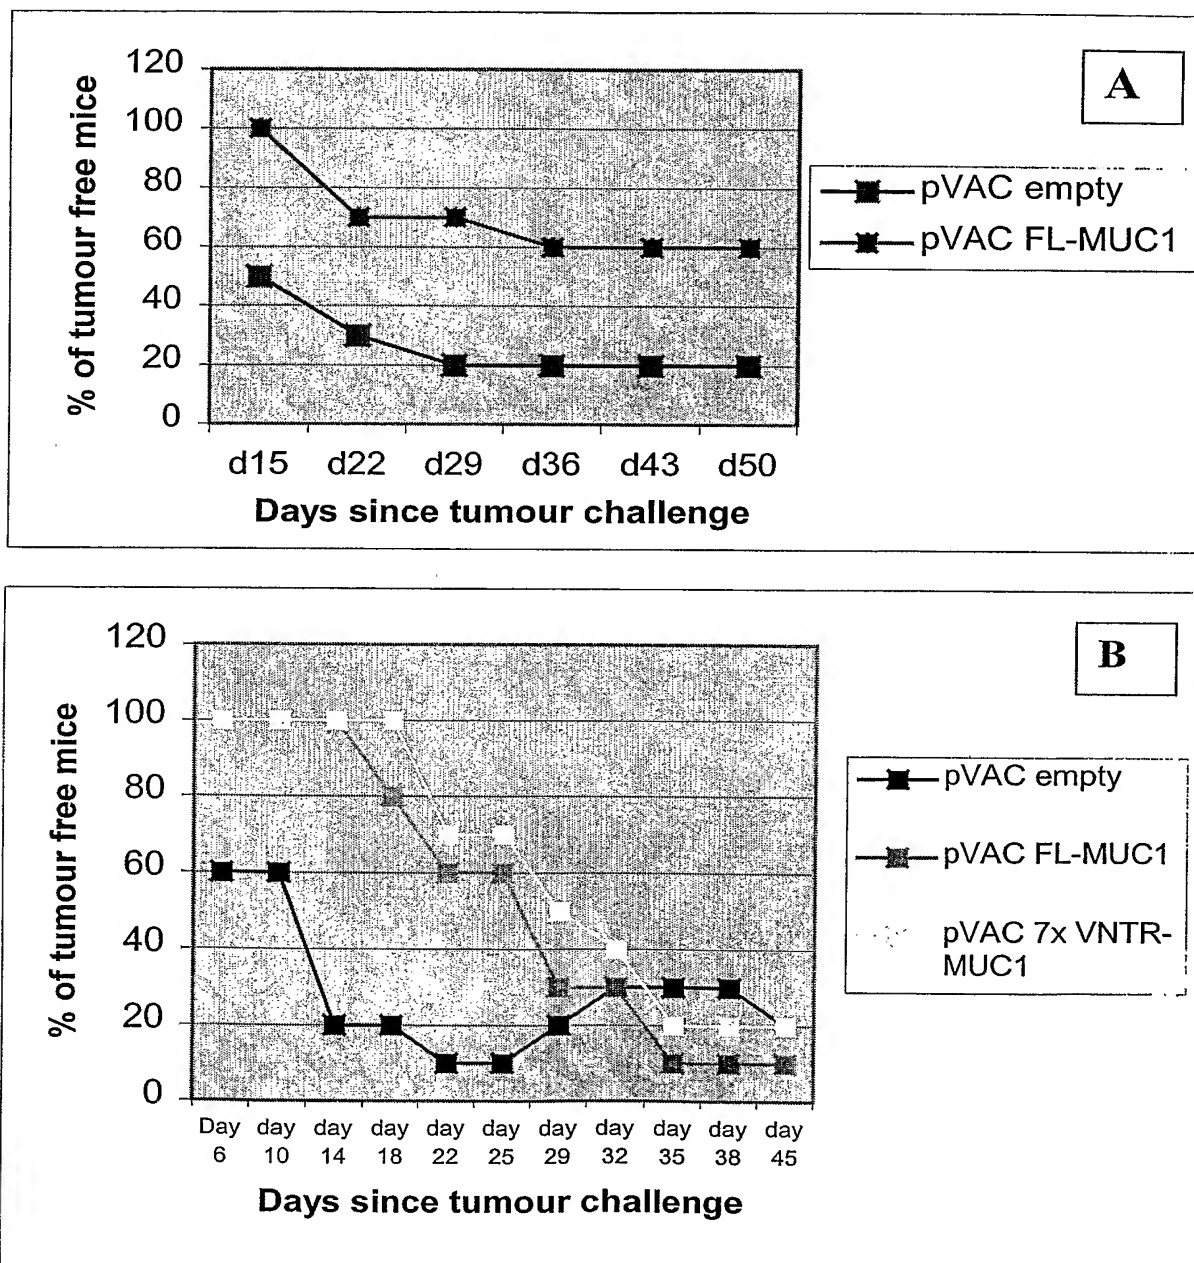 A
120
100
80
60
40
20
0
% of tumour free mice
d15 d22 d29 d36 d43 d50
Days since tumour challenge
pVAC empty
pVAC FL-MUC1
B
120
100
80
60
40
20
0
% of tumour free mice
Day day day day day day day day day day day
6 10 14 18 22 25 29 32 35 38 45
Days since tumour challenge
pVAC empty
pVAC FL-MUC1
pVAC 7x VNTR-
MUC1